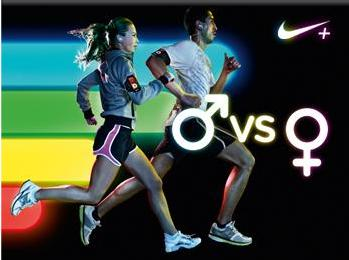 +
♂ vs ♀